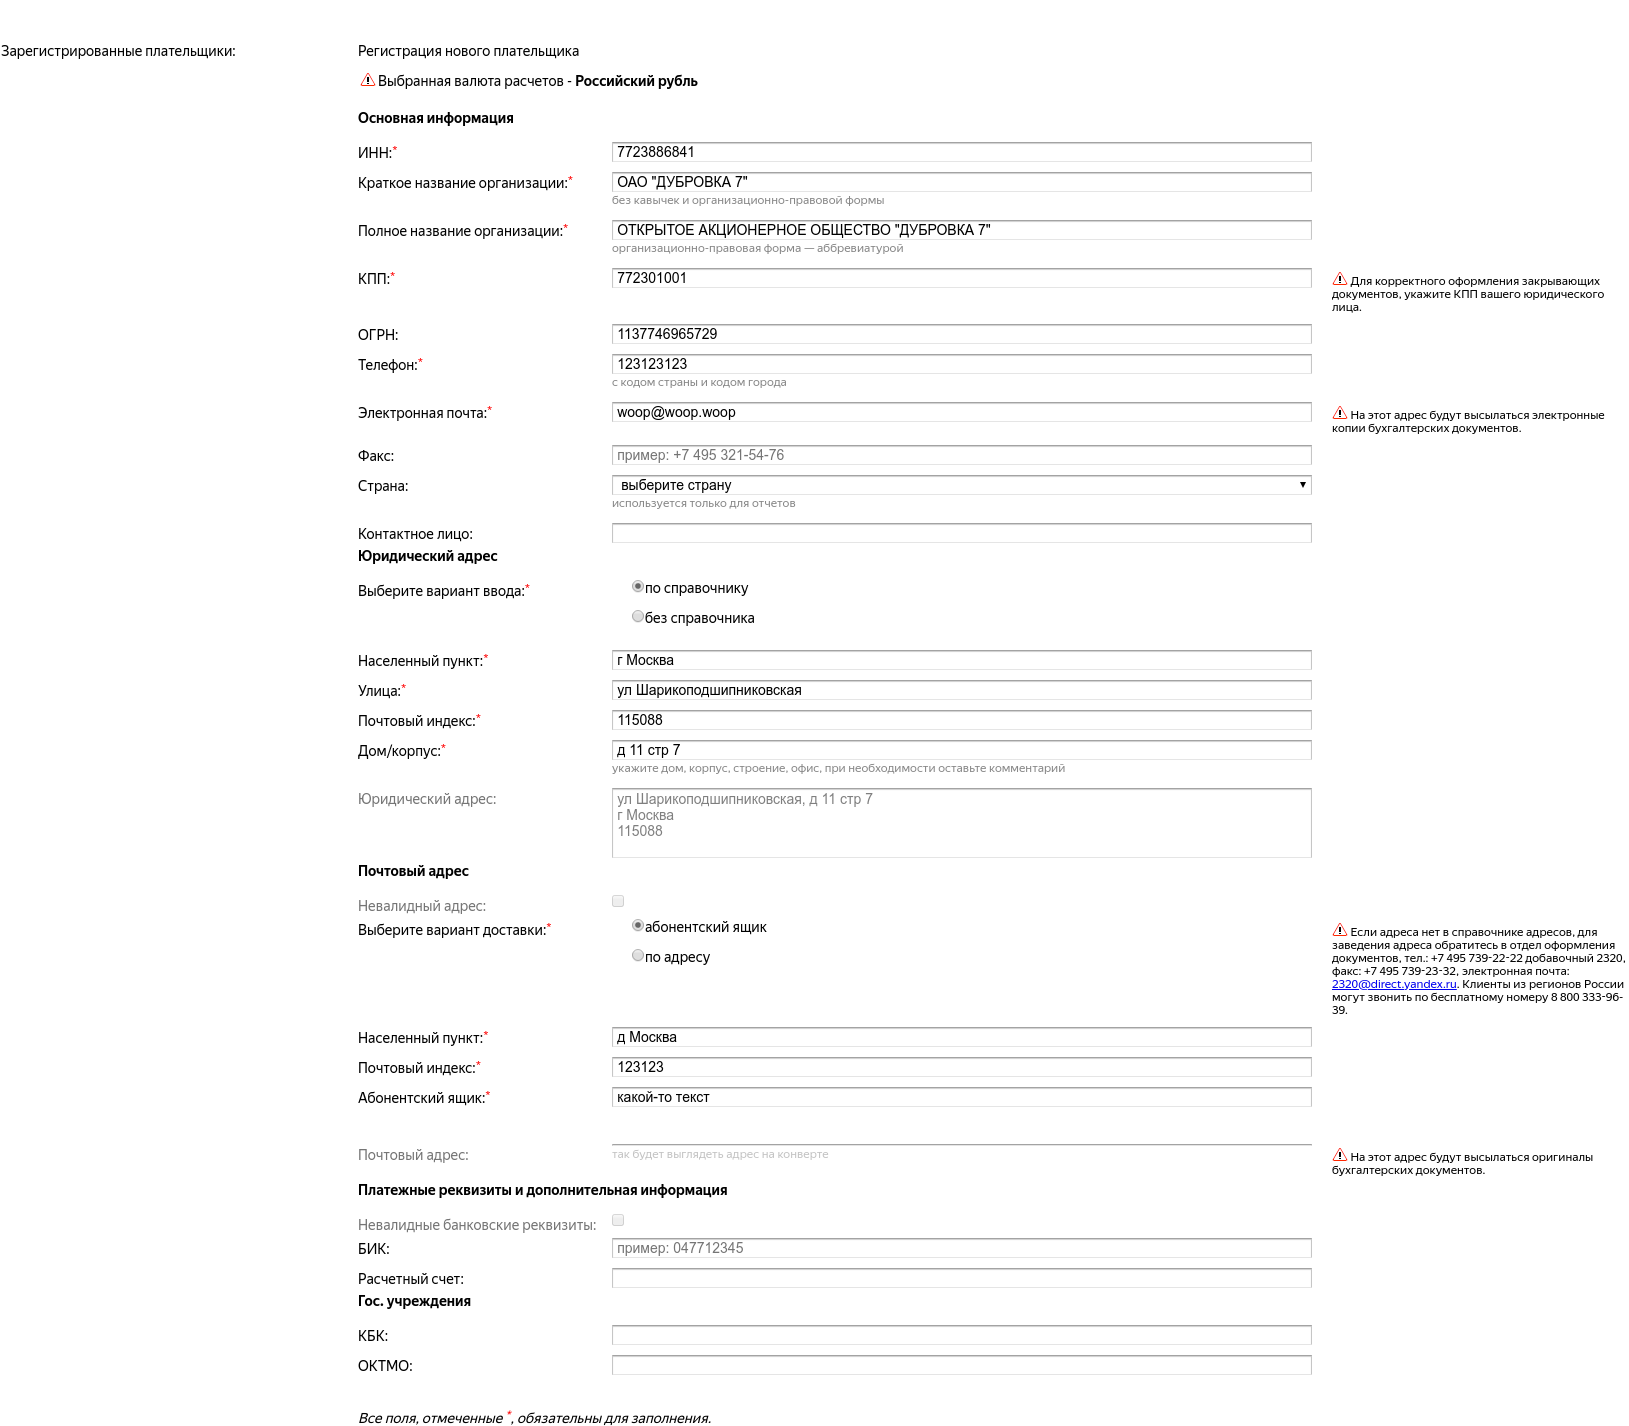 Зарегистрированные плательщики:
Регистрация нового плательщика
Выбранная валюта расчетов - Российский рубль
Основная информация
ИНН:* 7723886841
Краткое название организации:* ОАО "ДУБРОВКА 7"
без кавычек и организационно-правовой формы
Полное название организации:* ОТКРЫТОЕ АКЦИОНЕРНОЕ ОБЩЕСТВО "ДУБРОВКА 7"
организационно-правовая форма — аббревиатурой
КПП:* 772301001
Для корректного оформления закрывающих
документов, укажите КПП вашего юридического
лица.
ОГРН: 1137746965729
Телефон:* 123123123
с кодом страны и кодом города
Электронная почта:* woop@woop.woop
На этот адрес будут высылаться электронные
копии бухгалтерских документов.
Факс: пример: +7 495 321-54-76
Страна: выберите страну
используется только для отчетов
Контактное лицо:
Юридический адрес
Выберите вариант ввода:* по справочнику
без справочника
Населенный пункт:* г Москва
Улица:* ул Шарикоподшипниковская
Почтовый индекс:* 115088
Дом/корпус:* д 11 стр 7
укажите дом, корпус, строение, офис, при необходимости оставьте комментарий
Юридический адрес: ул Шарикоподшипниковская, д 11 стр 7
г Москва
115088
Почтовый адрес
Невалидный адрес:
Выберите вариант доставки:* абонентский ящик
по адресу
Если адреса нет в справочнике адресов, для
заведения адреса обратитесь в отдел оформления
документов, тел.: +7 495 739-22-22 добавочный 2320,
факс: +7 495 739-23-32, электронная почта:
2320@direct.yandex.ru. Клиенты из регионов России
могут звонить по бесплатному номеру 8 800 333-96-
39.
Населенный пункт:* д Москва
Почтовый индекс:* 123123
Абонентский ящик:* какой-то текст
Почтовый адрес: так будет выглядеть адрес на конверте
На этот адрес будут высылаться оригиналы
бухгалтерских документов.
Платежные реквизиты и дополнительная информация
Невалидные банковские реквизиты:
БИК: пример: 047712345
Расчетный счет:
Гос. учреждения
КБК:
ОКТМО:
Все поля, отмеченные *, обязательны для заполнения.